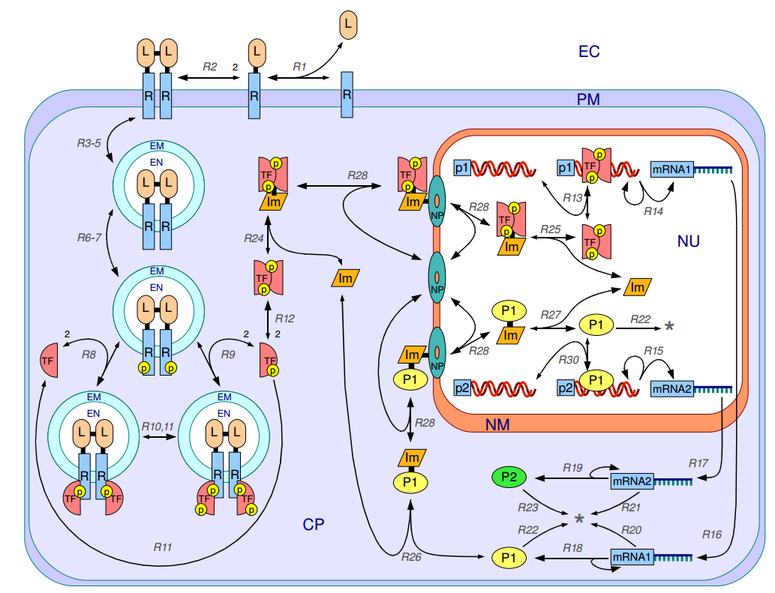 L
L L L
R2 2 R1 EC
R R R R
PM
R3-5
EM
EN
L L
R R
p TF p Im
R28
p TF p Im
NP
p1
p1 TF p p
mRNA1
R13
R14
R28
p TF p Im
R25
TF p p
NU
R6-7
R24
TF p p
Im
NP
Im
EM
EN
L L
R R
p p
R12
2 TF
R8
R9
2 2
TF p
P1 Im
R27
P1
R22 *
Im P1
NP
R28
R30
R15
p2
p2 P1
mRNA2
NM
EM
EN
L L
R R
TF p p TF
R10,11
EM
EN
L L
R R
TF p p TF
p p
R28
Im
P1
CP
R11
P2
R19
mRNA2
R17
R23
*
R21
R22
R20
R16
R26
P1
R18
mRNA1